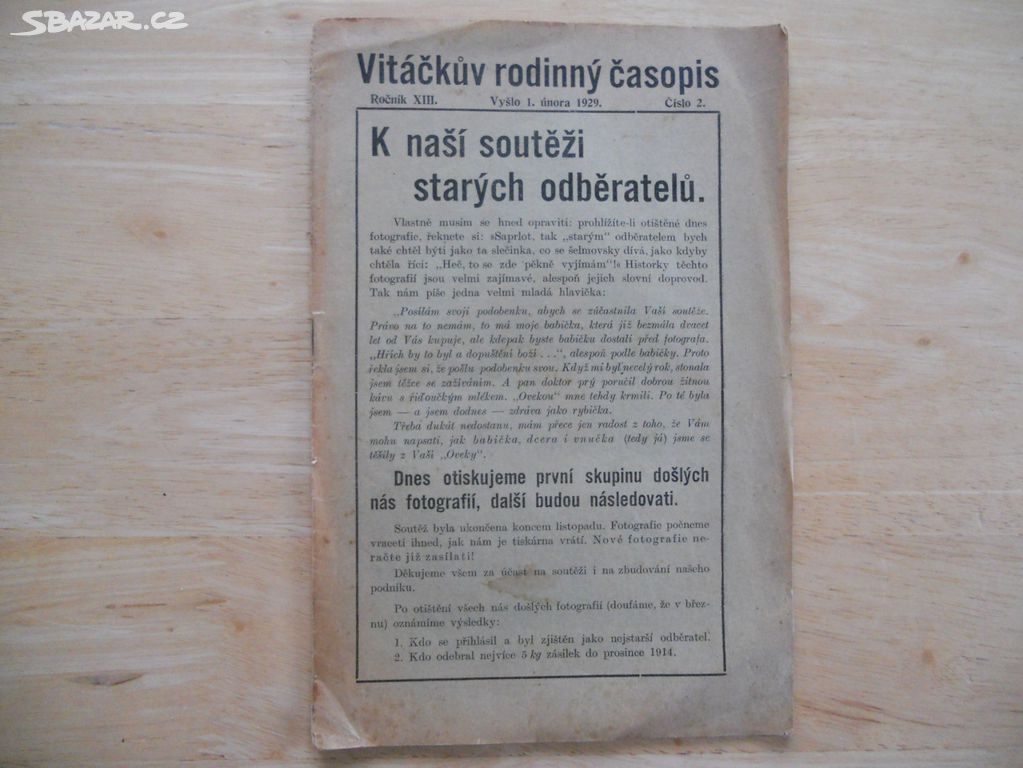 SBAZAR.CZ
Vitáčkův rodinný časopis
Ročník XIII. Vyšlo 1. února 1929. Číslo 2.
K naší soutěži
starých odběratelů.
Vlastně musím se hned opraviti: prohlížíte-li otištěné dnes
fotografie, řeknete si: »Saprlot, tak „starým" odběratelem bych
také chtěl býti jako ta slečinka, co se šelmovsky dívá, jako kdyby
chtěla říci: „Heč, to se zde pěkně vyjímám"!« Historky těchto
fotografií jsou velmi zajímavé, alespoň jejich slovní doprovod.
Tak nám píše jedna velmi mladá hlavička:
„Posílám svojí podobenku, abych se zúčastnila Vaší soutěže.
Právo na to nemám, to má moje babička, která již bezmála dvacet
let od Vás kupuje, ale kdepak byste babičku dostali před fotografa.
„Hřích by to byl a dopuštění boží . . .", alespoň podle babičky. Proto
řekla jsem si, že pošlu podobenku svou. Když mi byl necelý rok, stonala
jsem těžce se zažíváním. A pan doktor prý poručil dobrou žitnou
kávu s řiďoučkým mlékem. „Ovekou" mne tehdy krmili. Po té byla
jsem — a jsem dodnes — zdráva jako rybička.
Třeba dukát nedostanu, mám přece jen radost z toho, že Vám
mohu napsati, jak babička, dcera i vnučka (tedy já) jsme se
těšily z Vaší „Oveky".
Dnes otiskujeme první skupinu došlých
nás fotografií, další budou následovati.
Soutěž byla ukončena koncem listopadu. Fotografie počneme
vraceti ihned, jak nám je tiskárna vrátí. Nové fotografie ne-
račte již zasílati!
Děkujeme všem za účast na soutěži i na zbudování našeho
podniku.
Po otištění všech nás došlých fotografií (doufáme, že v břez-
nu) oznámíme výsledky:
1. Kdo se přihlásil a byl zjištěn jako nejstarší odběratel.
2. Kdo odebral nejvíce 5 kg zásilek do prosince 1914.